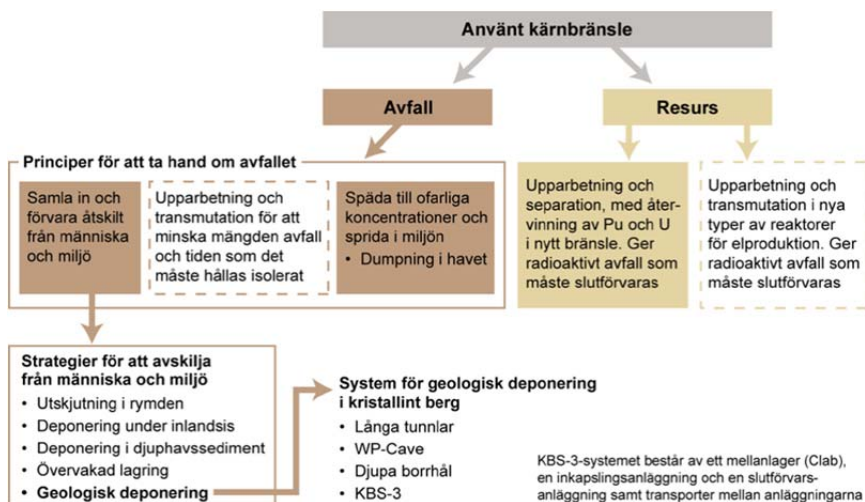 Använt kärnbränsle
Avfall
Resurs
Principer för att ta hand om avfallet
Samla in och
förvara åtskilt
från människa
och miljö
Upparbetning och
transmutation för att
minska mängden avfall
och tiden som det
måste hållas isolerat
Späda till ofarliga
koncentrationer och
sprida i miljön
• Dumpning i havet
Upparbetning och
separation, med åter-
vinning av Pu och U
i nytt bränsle. Ger
radioaktivt avfall som
måste slutförvaras
Upparbetning och
transmutation i nya
typer av reaktorer
för elproduktion. Ger
radioaktivt avfall som
måste slutförvaras
Strategier för att avskilja
från människa och miljö
• Utskjutning i rymden
• Deponering under inlandsis
• Deponering i djuphavssediment
• Övervakad lagring
• Geologisk deponering
System för geologisk deponering
i kristallint berg
• Långa tunnlar
• WP-Cave
• Djupa borrhål
• KBS-3
KBS-3-systemet består av ett mellanlager (Clab),
en inkapslingsanläggning och en slutförvars-
anläggning samt transporter mellan anläggningarna